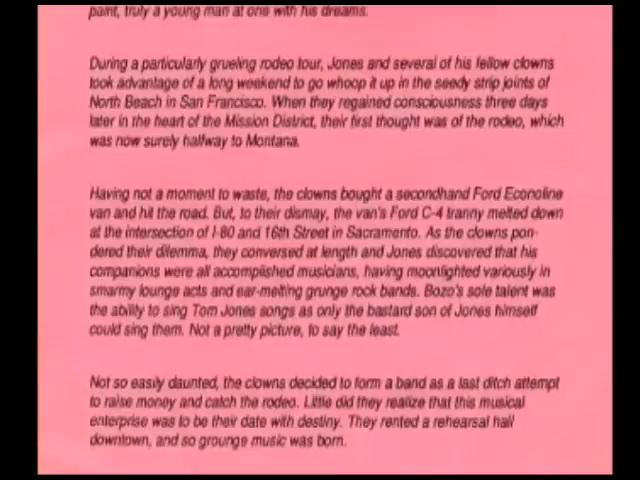 paint, truly a young man at one with his dreams.
During a particularly grueling rodeo tour, Jones and several of his fellow clowns
took advantage of a long weekend to go whoop it up in the seedy strip joints of
North Beach in San Francisco. When they regained consciousness three days
later in the heart of the Mission District, their first thought was of the rodeo, which
was now surely halfway to Montana.
Having not a moment to waste, the clowns bought a secondhand Ford Econoline
van and hit the road. But, to their dismay, the van's Ford C-4 tranny melted down
at the intersection of I-80 and 16th Street in Sacramento. As the clowns pon-
dered their dilemma, they conversed at length and Jones discovered that his
companions were all accomplished musicians, having moonlighted variously in
smarmy lounge acts and ear-melting grunge rock bands. Bozo's sole talent was
the ability to sing Tom Jones songs as only the bastard son of Jones himself
could sing them. Not a pretty picture, to say the least.
Not so easily daunted, the clowns decided to form a band as a last ditch attempt
to raise money and catch the rodeo. Little did they realize that this musical
enterprise was to be their date with destiny. They rented a rehearsal hall
downtown, and so grounge music was born.